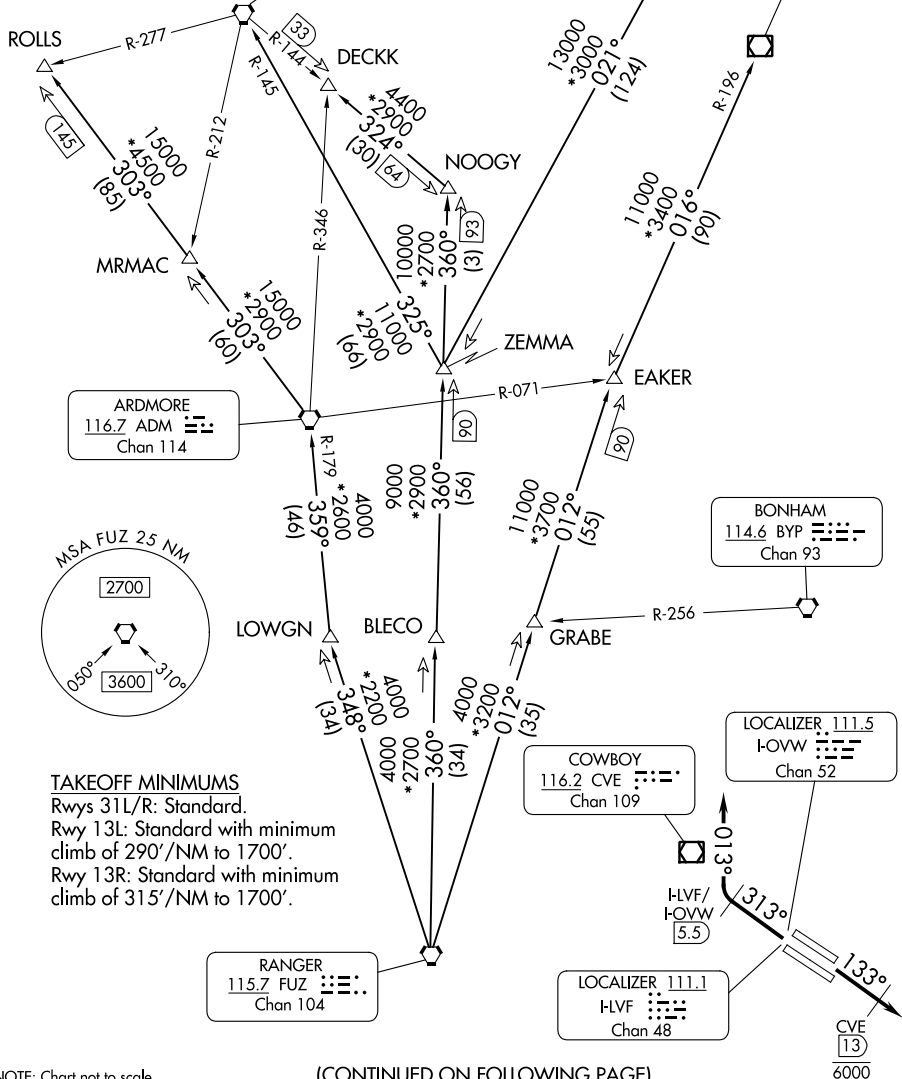 ROLLS
R-277
33
R-144
DECKK
R-145
13000
*3000
021°
(124)
R-196
145
15000
*4500
303°
(85)
R-212
4400
*2900
324°
(30)
64
NOOGY
93
R-346
11000
*3400
016°
(90)
MRMAC
10000
*2700
360°
(3)
15000
*2900
303°
(60)
325°
11000
*2900
(66)
ZEMMA
EAKER
R-071
ARDMORE
116.7 ADM
Chan 114
90
90
R-179
4000
*2600
359°
(46)
9000
*2900
360°
(56)
11000
*3700
012°
(55)
BONHAM
114.6 BYP
Chan 93
MSA FUZ 25 NM
2700
050°
3600
310°
LOWGN
BLECO
GRABE
R-256
4000
*2200
348°
(34)
4000
*2700
360°
(34)
4000
*3200
012°
(35)
LOCALIZER 111.5
I-OVW
Chan 52
COWBOY
116.2 CVE
Chan 109
TAKEOFF MINIMUMS
Rwys 31L/R: Standard.
Rwy 13L: Standard with minimum
climb of 290'/NM to 1700'.
Rwy 13R: Standard with minimum
climb of 315'/NM to 1700'.
013°
I-LVF/
I-OVW
5.5
313°
133°
RANGER
115.7 FUZ
Chan 104
LOCALIZER 111.1
I-LVF
Chan 48
CVE
13
6000
NOTE: Chart not to scale
(CONTINUED ON FOLLOWING PAGE)